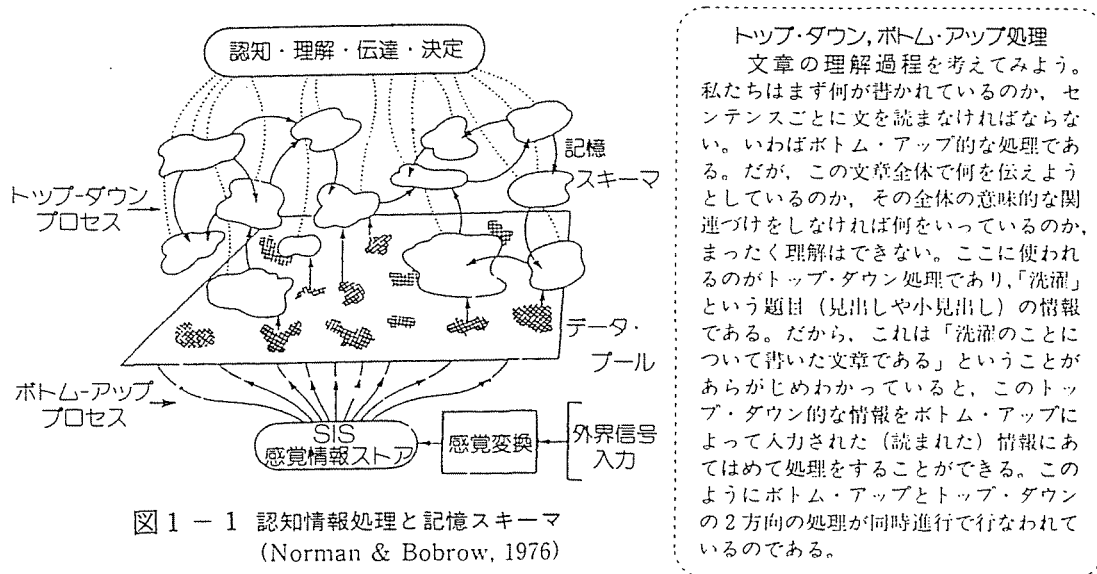 認知・理解・伝達・決定
記憶
スキーマ
トップ-ダウン
プロセス
データ・
プール
ボトム-アップ
プロセス
SIS
感覚情報ストア
感覚変換
外界信号
入力
図1-1 認知情報処理と記憶スキーマ
(Norman & Bobrow, 1976)
トップ・ダウン,ボトム・アップ処理
文章の理解過程を考えてみよう。
私たちはまず何が書かれているのか,セ
ンテンスごとに文を読まなければならな
い。いわばボトム・アップ的な処理であ
る。だが,この文章全体で何を伝えよう
としているのか,その全体の意味的な関
連づけをしなければ何をいっているのか,
まったく理解はできない。ここに使われ
るのがトップ・ダウン処理であり,「洗濯」
という題目(見出しや小見出し)の情報
である。だから,これは「洗濯のことに
ついて書いた文章である」ということが
あらかじめわかっていると,このトッ
プ・ダウン的な情報をボトム・アップに
よって入力された(読まれた)情報にあ
てはめて処理をすることができる。この
ようにボトム・アップとトップ・ダウン
の2方向の処理が同時進行で行なわれて
いるのである。